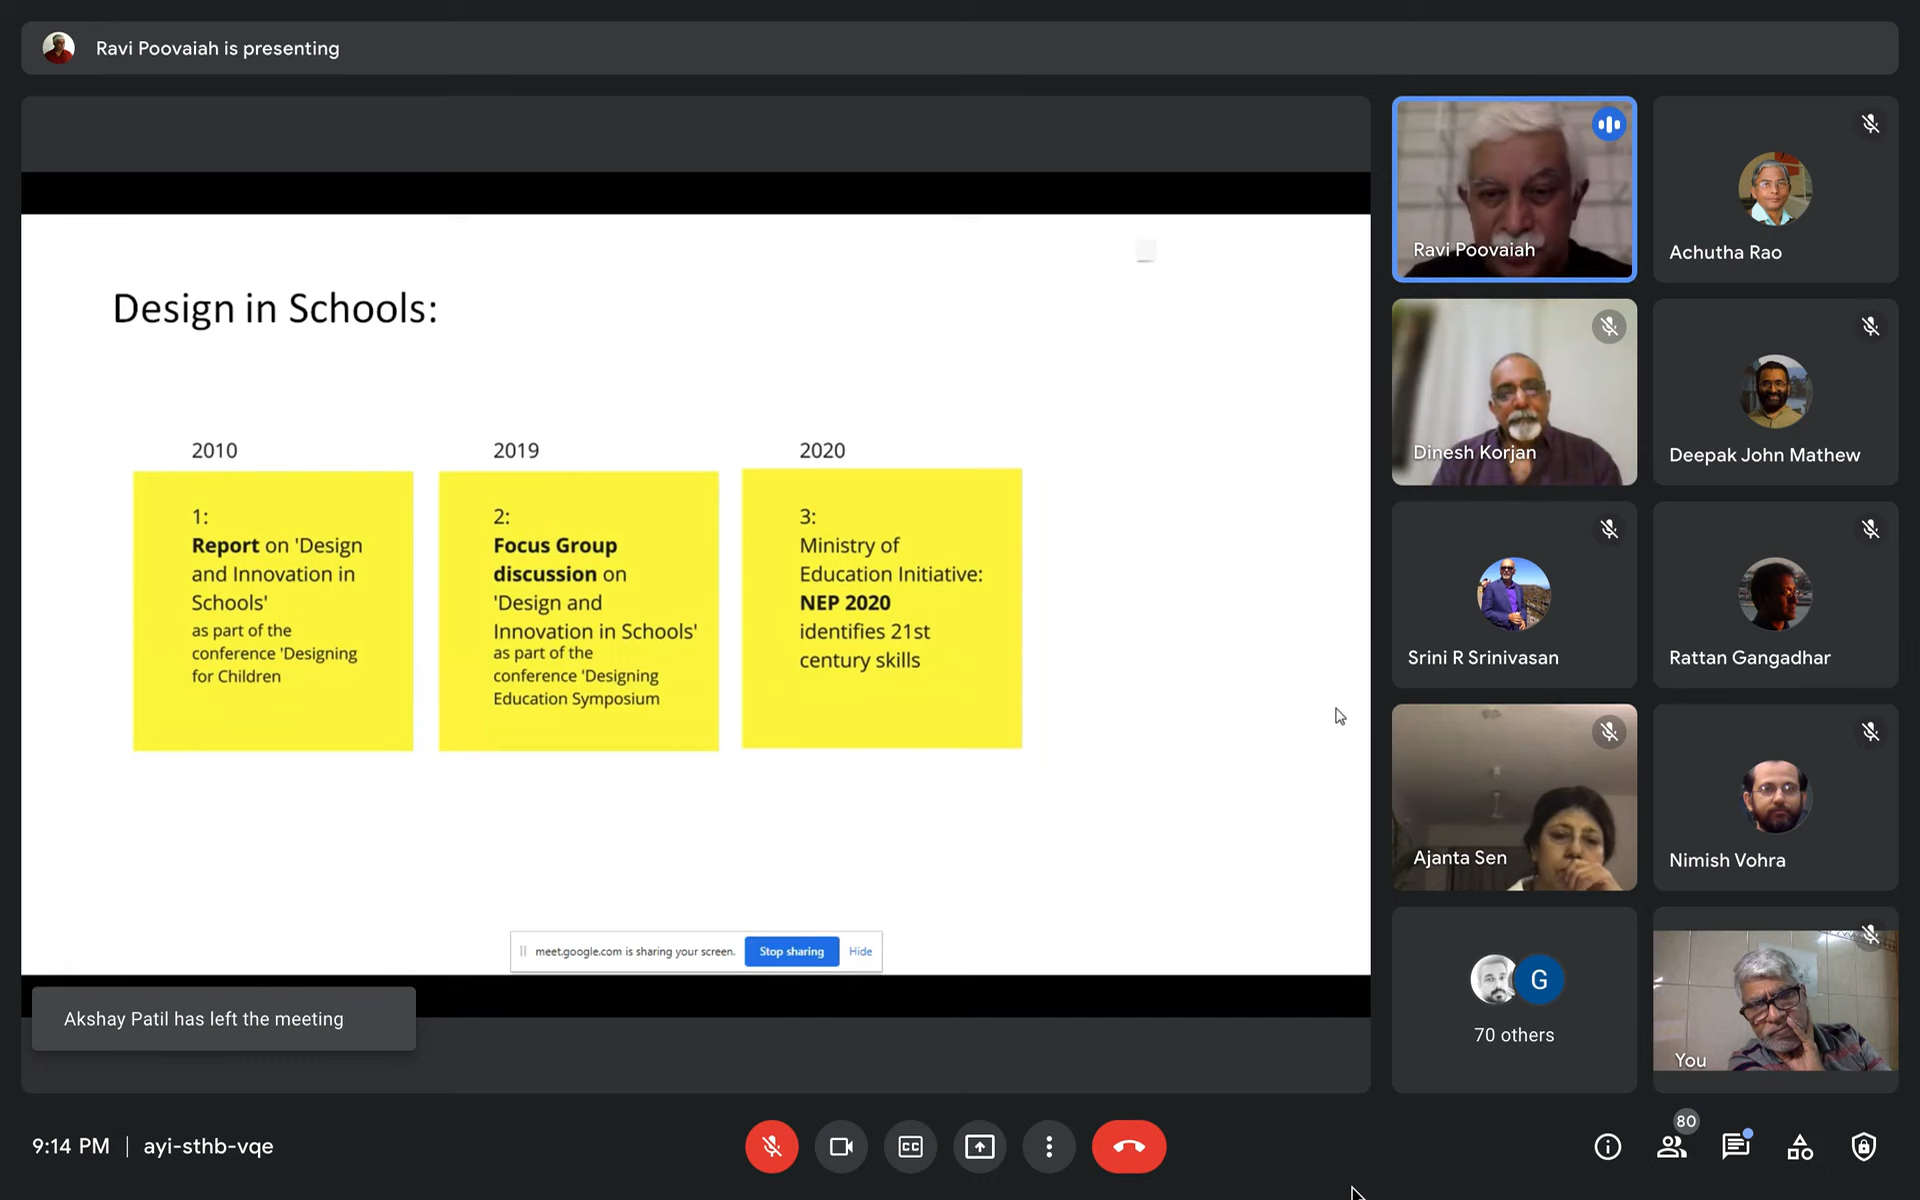 Ravi Poovaiah is presenting
Design in Schools:
2010
1:
Report on 'Design
and Innovation in
Schools'
as part of the
conference 'Designing
for Children
2019
2:
Focus Group
discussion on
'Design and
Innovation in Schools'
as part of the
conference 'Designing
Education Symposium
2020
3:
Ministry of
Education Initiative:
NEP 2020
identifies 21st
century skills
meet.google.com is sharing your screen.
Stop sharing
Hide
Akshay Patil has left the meeting
Ravi Poovaiah
Achutha Rao
Dinesh Korjan
Deepak John Mathew
Srini R Srinivasan
Rattan Gangadhar
Ajanta Sen
Nimish Vohra
G
70 others
You
9:14 PM | ayi-sthb-vqe
CC
80